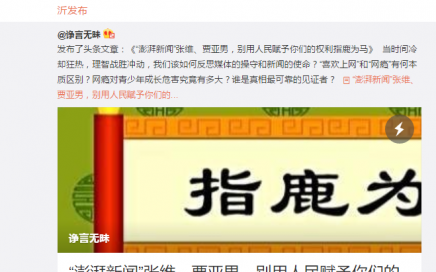 沂发布
@诤言无昧
发布了头条文章：《“澎湃新闻”张维、贾亚男，别用人民赋予你们的权利指鹿为马》 当时间冷
却狂热，理智战胜冲动，我们该如何反思媒体的操守和新闻的使命？“喜欢上网”和“网瘾”有何本
质区别？网瘾对青少年成长危害究竟有多大？谁是真相最可靠的见证者？ “澎湃新闻”张维、
贾亚男，别用人民赋予你们的...
指鹿为
诤言无昧
“澎湃新闻”张维、贾亚男，别用人民赋予你们的